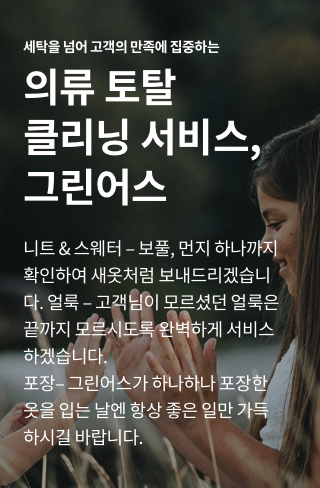 세탁을 넘어 고객의 만족에 집중하는
의류 토탈
클리닝 서비스,
그린어스
니트 & 스웨터 – 보풀, 먼지 하나까지
확인하여 새옷처럼 보내드리겠습니
다. 얼룩 – 고객님이 모르셨던 얼룩은
끝까지 모르시도록 완벽하게 서비스
하겠습니다.
포장– 그린어스가 하나하나 포장한
옷을 입는 날엔 항상 좋은 일만 가득
하시길 바랍니다.